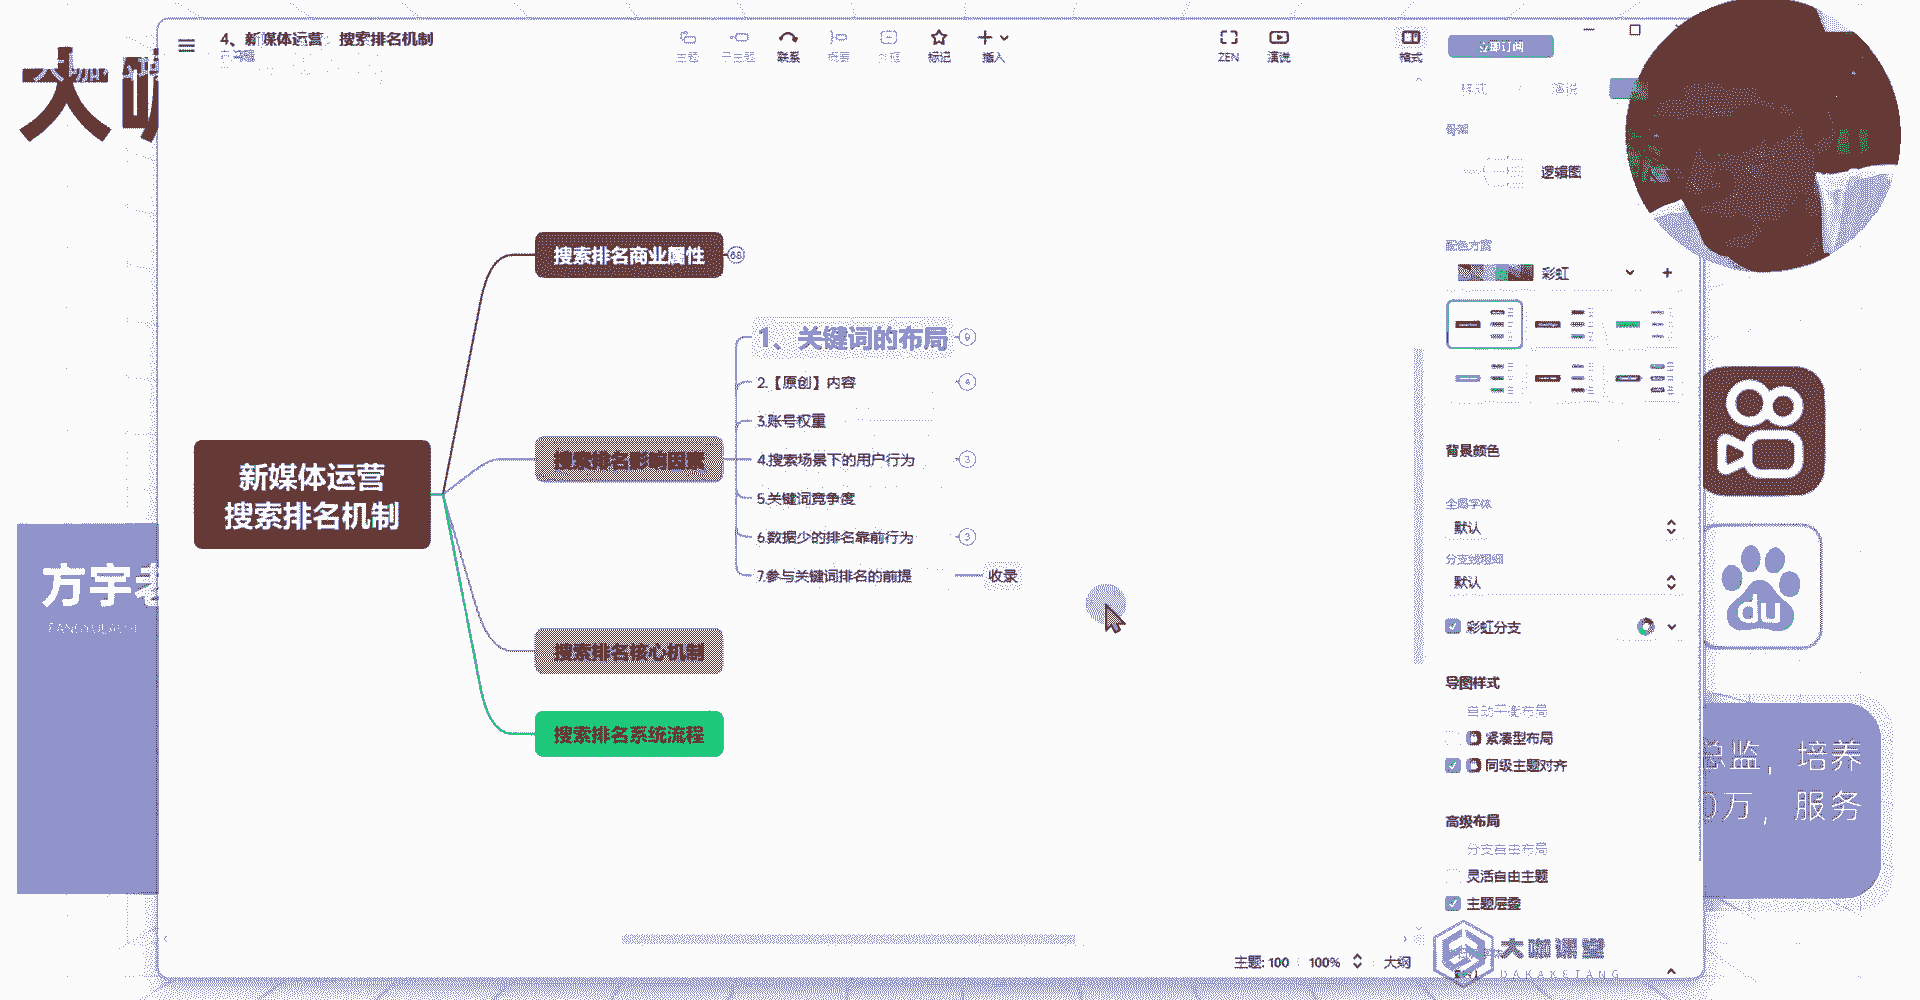 大咖
4、新媒体运营 搜索排名机制
主题
子主题
联系
概要
外框
标记
插入
ZEN
演说
格式
立即订阅
样式
演说
骨架
逻辑图
配色方案
彩虹
搜索排名商业属性
68
1、关键词的布局
9
2.【原创】内容
4
3.账号权重
搜索排名影响因素
4.搜索场景下的用户行为
3
5.关键词竞争度
6.数据少的排名靠前行为
3
7.参与关键词排名的前提
收录
新媒体运营
搜索排名机制
搜索排名核心机制
搜索排名系统流程
背景颜色
全局字体
默认
分支线粗细
默认
彩虹分支
导图样式
自动平衡布局
紧凑型布局
同级主题对齐
高级布局
分支自由布局
灵活自由主题
主题层叠
方宇老
FANGYULAOSHI
du
总监，培养
0万，服务
主题: 100
100%
大纲
大咖课堂
DAKAKETANG